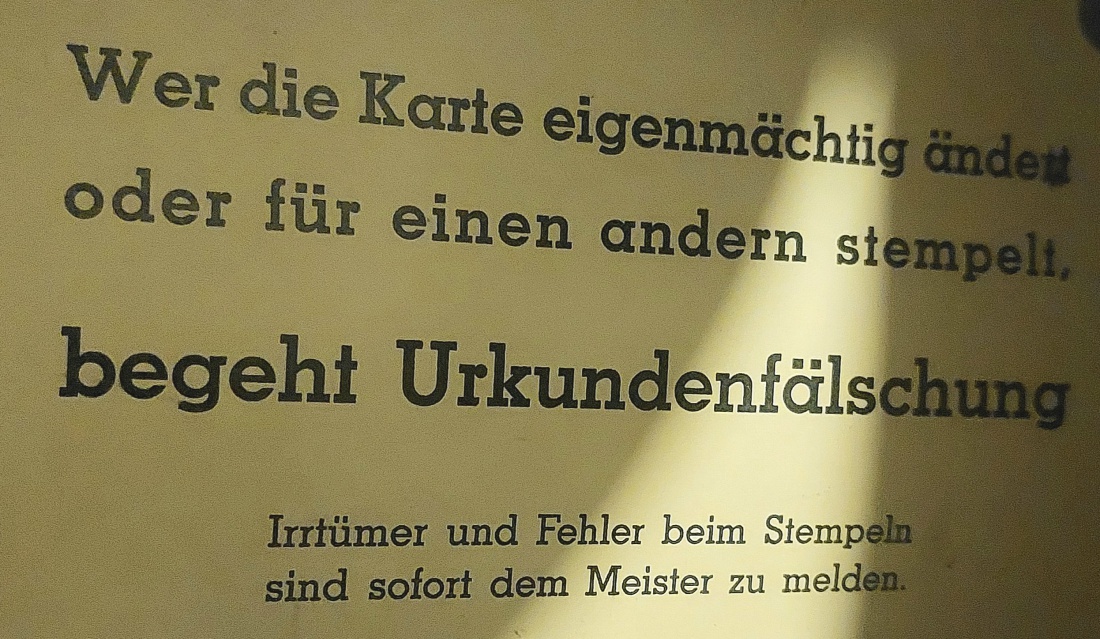 Wer die Karte eigenmächtig ändert
oder für einen andern stempelt,
begeht Urkundenfälschung
Irrtümer und Fehler beim Stempeln
sind sofort dem Meister zu melden.